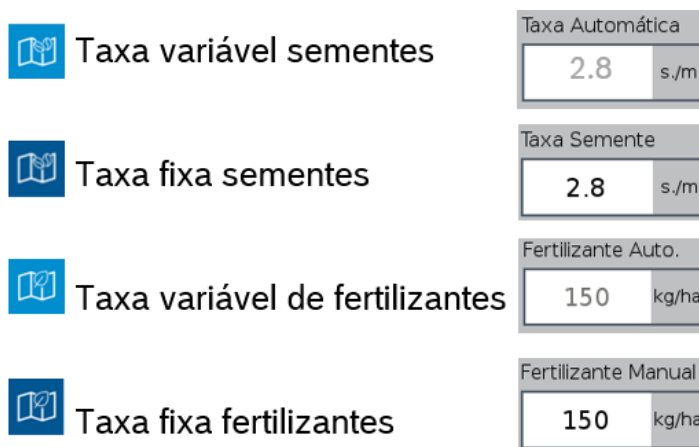 Taxa variável sementes
Taxa Automática
2.8 s./m
Taxa fixa sementes
Taxa Semente
2.8 s./m
Taxa variável de fertilizantes
Fertilizante Auto.
150 kg/ha
Taxa fixa fertilizantes
Fertilizante Manual
150 kg/ha